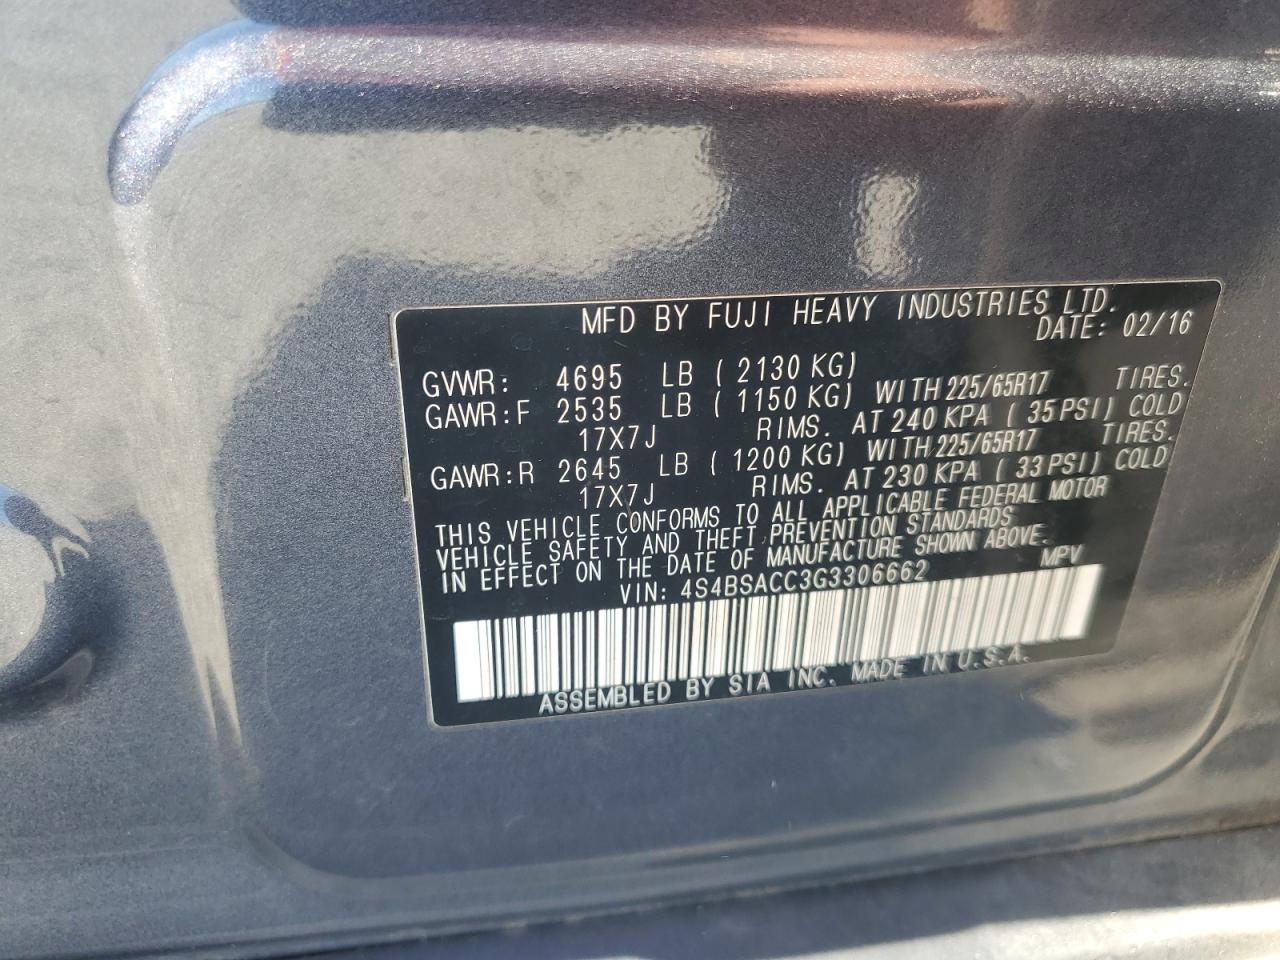 MFD BY FUJI HEAVY INDUSTRIES LTD.
DATE: 02/16
GVWR: 4695 LB ( 2130 KG)
GAWR:F 2535 LB ( 1150 KG) WITH 225/65R17 TIRES.
17X7J RIMS. AT 240 KPA ( 35 PSI) COLD
GAWR:R 2645 LB ( 1200 KG) WITH 225/65R17 TIRES.
17X7J RIMS. AT 230 KPA ( 33 PSI) COLD
THIS VEHICLE CONFORMS TO ALL APPLICABLE FEDERAL MOTOR
VEHICLE SAFETY AND THEFT PREVENTION STANDARDS
IN EFFECT ON THE DATE OF MANUFACTURE SHOWN ABOVE.
VIN: 4S4BSACC3G3306662 MPV
ASSEMBLED BY SIA INC. MADE IN U.S.A.